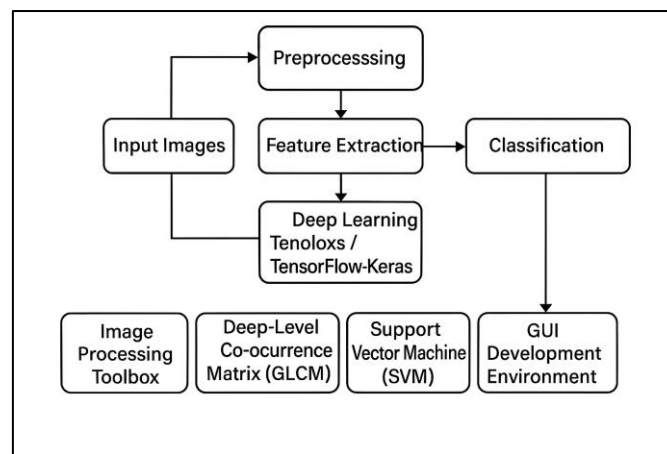 Preprocesssing
Input Images
Feature Extraction
Classification
Deep Learning
Tenoloxs /
TensorFlow-Keras
Image
Processing
Toolbox
Deep-Level
Co-ocurrence
Matrix (GLCM)
Support
Vector Machine
(SVM)
GUI
Development
Environment